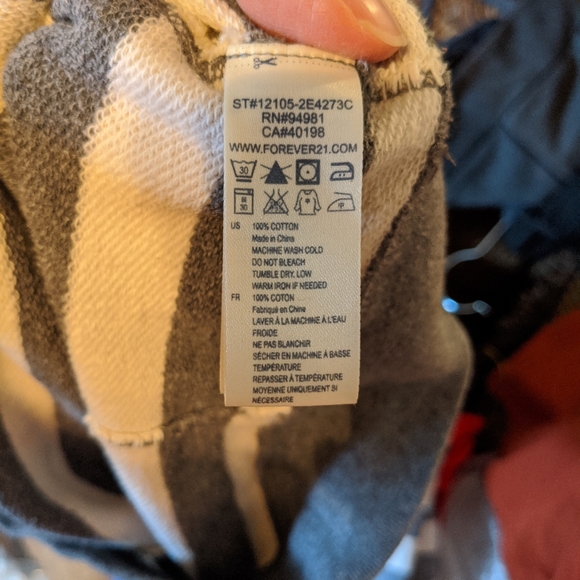 ST#12105-2E4273C
RN#94981
CA#40198
WWW.FOREVER21.COM
30
30
US 100% COTTON
Made in China
MACHINE WASH COLD
DO NOT BLEACH
TUMBLE DRY, LOW
WARM IRON IF NEEDED
FR 100% COTON
Fabriqué en China
LAVER À LA MACHINE À L'EAU
FROIDE
NE PAS BLANCHIR
SÉCHER EN MACHINE À BASSE
TEMPÉRATURE
REPASSER À TEMPÉRATURE
MOYENNE UNIQUEMENT SI
NÉCESSAIRE